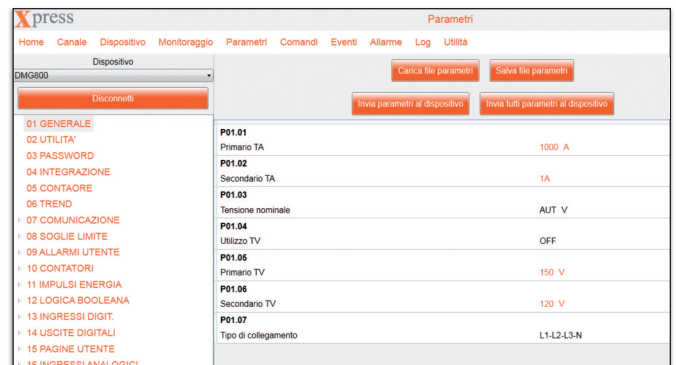 Xpress
Parametri
Home Canale Dispositivo Monitoraggio Parametri Comandi Eventi Allarme Log Utilità
Dispositivo
DMG800
Disconnetti
Carica file parametri Salva file parametri
Invia parametri al dispositivo Invia tutti parametri al dispositivo
01 GENERALE
02 UTILITA'
03 PASSWORD
04 INTEGRAZIONE
05 CONTAORE
06 TREND
07 COMUNICAZIONE
08 SOGLIE LIMITE
09 ALLARMI UTENTE
10 CONTATORI
11 IMPULSI ENERGIA
12 LOGICA BOOLEANA
13 INGRESSI DIGIT.
14 USCITE DIGITALI
15 PAGINE UTENTE
16 INGRESSI ANALOGICI
P01.01
Primario TA 1000 A
P01.02
Secondario TA 1A
P01.03
Tensione nominale AUT V
P01.04
Utilizzo TV OFF
P01.05
Primario TV 150 V
P01.06
Secondario TV 120 V
P01.07
Tipo di collegamento L1-L2-L3-N